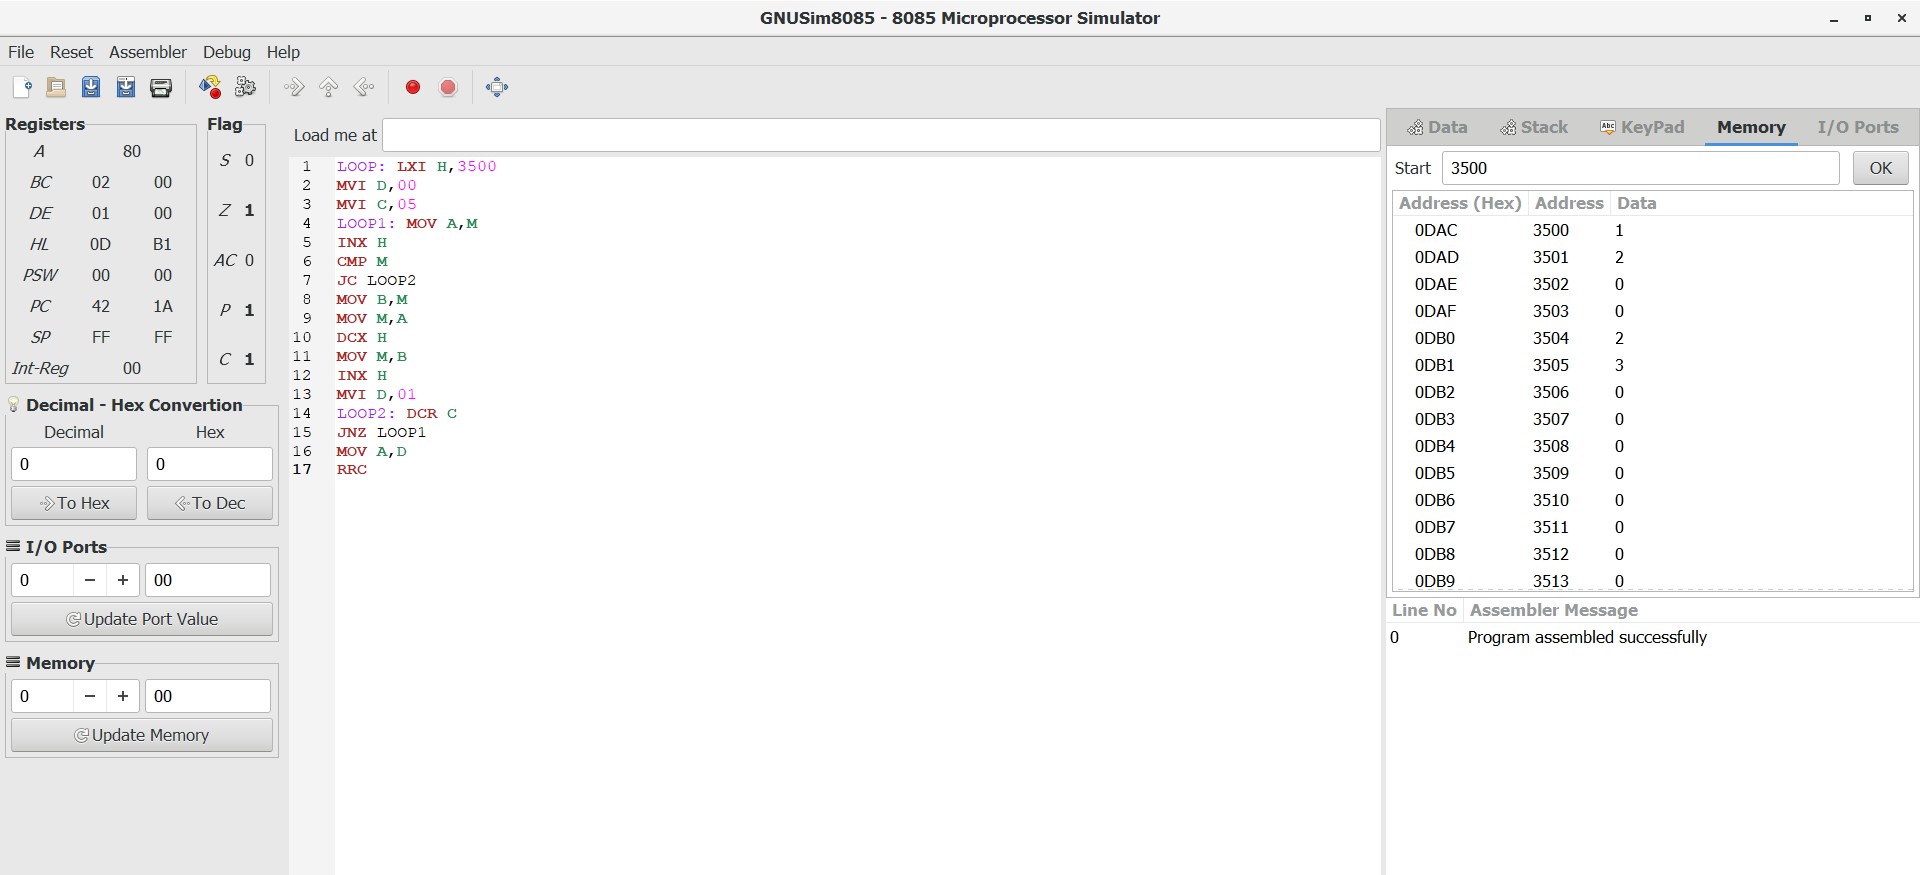 GNUSim8085 - 8085 Microprocessor Simulator
File Reset Assembler Debug Help
Registers
A 80
BC 02 00
DE 01 00
HL 0D B1
PSW 00 00
PC 42 1A
SP FF FF
Int-Reg 00
Flag
S 0
Z 1
AC 0
P 1
C 1
Decimal - Hex Convertion
Decimal Hex
0 0
To Hex To Dec
I/O Ports
0 − + 00
Update Port Value
Memory
0 − + 00
Update Memory
Load me at
1 LOOP: LXI H,3500
2 MVI D,00
3 MVI C,05
4 LOOP1: MOV A,M
5 INX H
6 CMP M
7 JC LOOP2
8 MOV B,M
9 MOV M,A
10 DCX H
11 MOV M,B
12 INX H
13 MVI D,01
14 LOOP2: DCR C
15 JNZ LOOP1
16 MOV A,D
17 RRC
Data Stack Abc KeyPad Memory I/O Ports
Start 3500 OK
Address (Hex) Address Data
0DAC 3500 1
0DAD 3501 2
0DAE 3502 0
0DAF 3503 0
0DB0 3504 2
0DB1 3505 3
0DB2 3506 0
0DB3 3507 0
0DB4 3508 0
0DB5 3509 0
0DB6 3510 0
0DB7 3511 0
0DB8 3512 0
0DB9 3513 0
Line No Assembler Message
0 Program assembled successfully